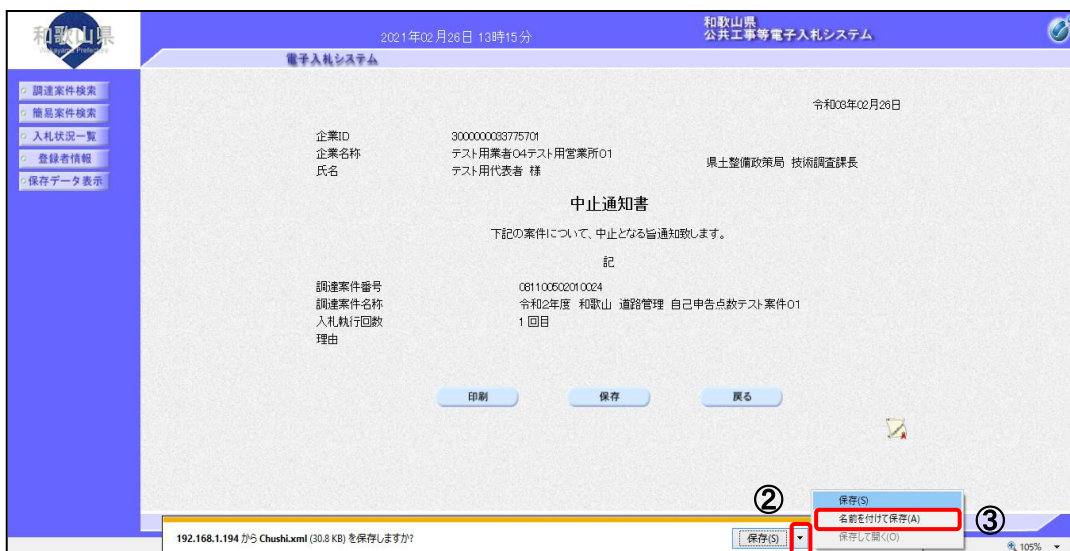 和歌山県
Wakayama Prefecture
2021年02月26日 13時15分
和歌山県
公共工事等電子入札システム
電子入札システム
調達案件検索
簡易案件検索
入札状況一覧
登録者情報
保存データ表示
令和03年02月26日
企業ID 3000000033775701
企業名称 テスト用業者04テスト用営業所01
氏名 テスト用代表者 様
県土整備政策局 技術調査課長
中止通知書
下記の案件について、中止となる旨通知致します。
記
調達案件番号 081100502010024
調達案件名称 令和2年度 和歌山 道路管理 自己申告点数テスト案件01
入札執行回数 1回目
理由
印刷 保存 戻る
②
保存(S)
名前を付けて保存(A)
③
保存して開く(O)
192.168.1.194 から Chushi.xml (30.8 KB) を保存しますか?
保存(S)
105%